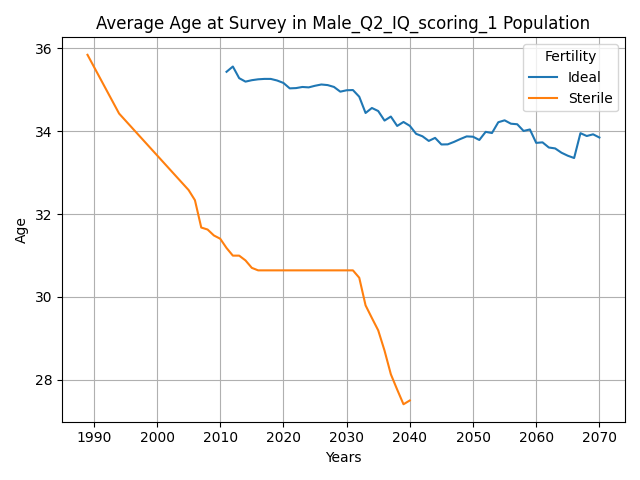 Average Age at Survey in Male_Q2_IQ_scoring_1 Population
Fertility
Ideal
Sterile
Age
36
34
32
30
28
1990 2000 2010 2020 2030 2040 2050 2060 2070
Years